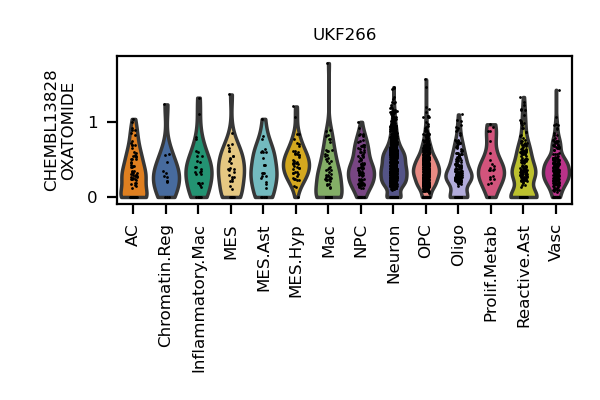 UKF266
CHEMBL13828
OXATOMIDE
1
0
AC
Chromatin.Reg
Inflammatory.Mac
MES
MES.Ast
MES.Hyp
Mac
NPC
Neuron
OPC
Oligo
Prolif.Metab
Reactive.Ast
Vasc